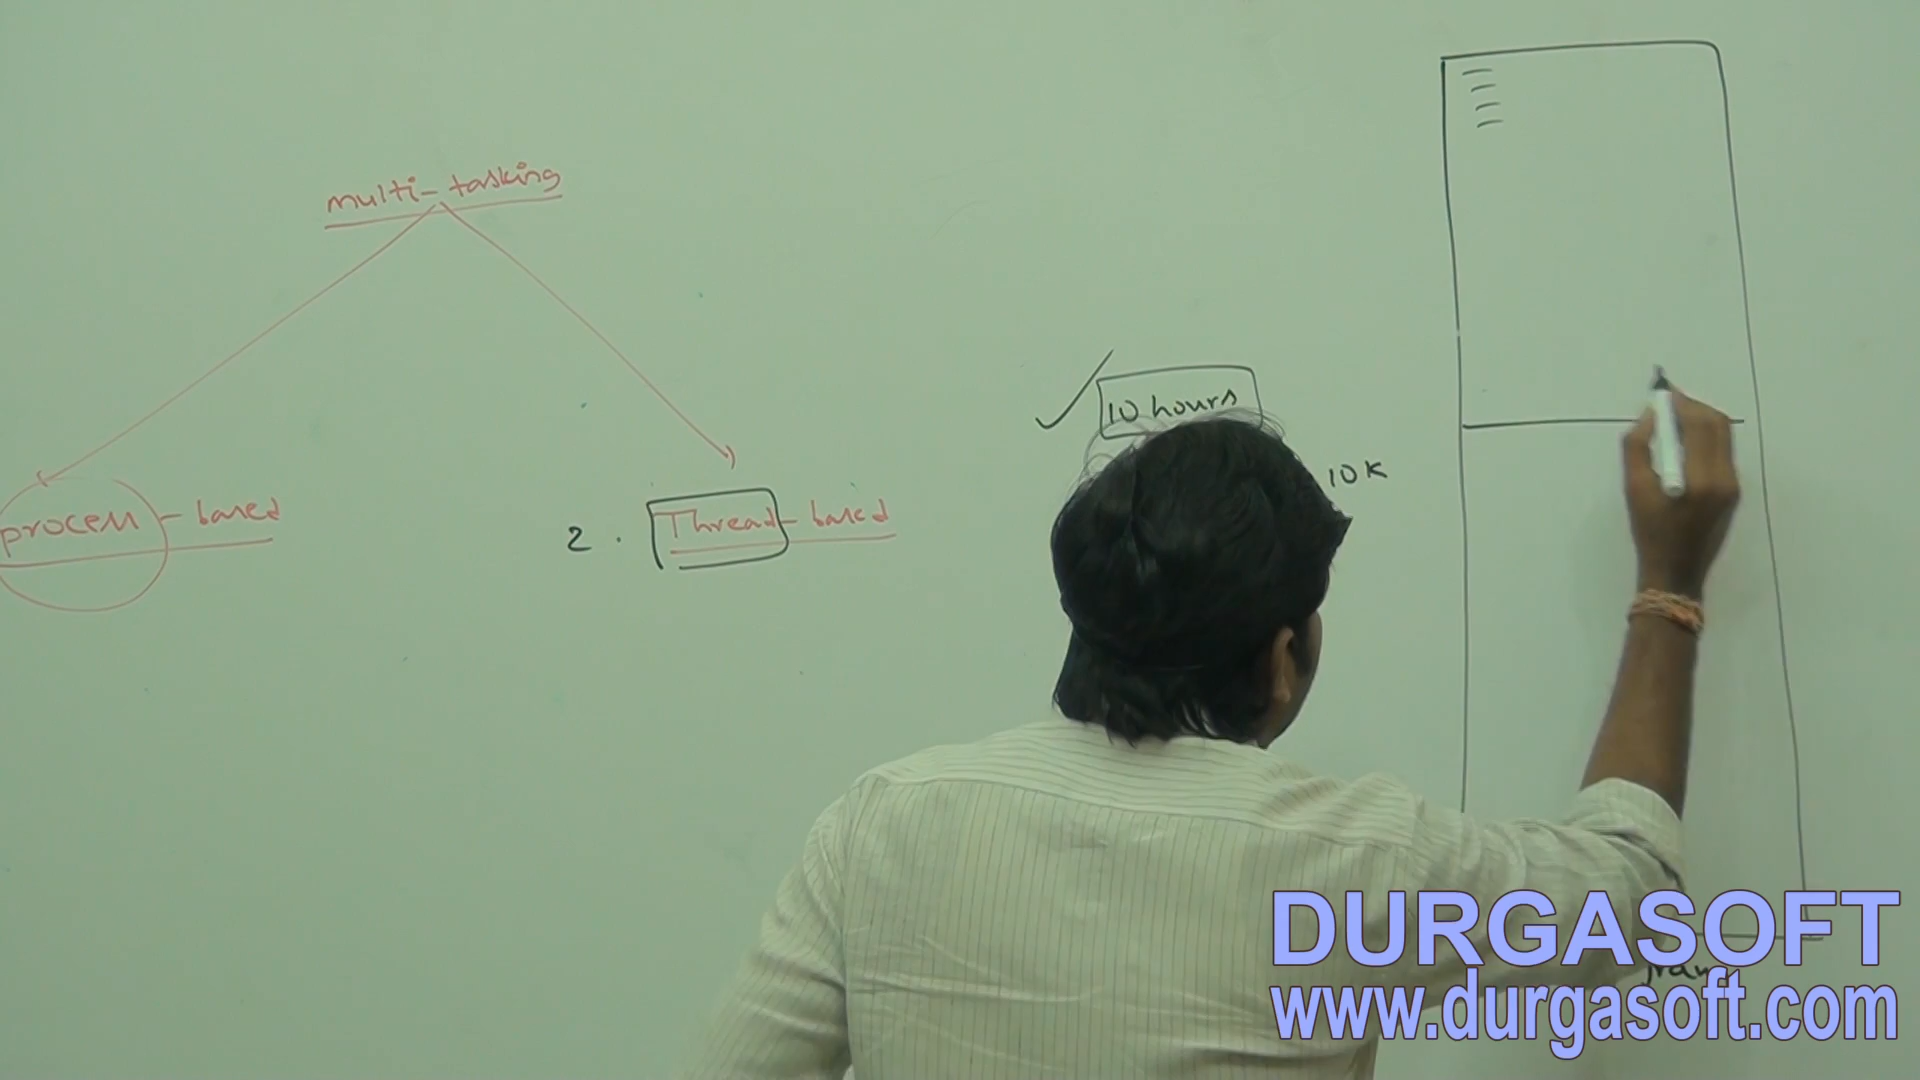 multi-tasking
10 hours
10K
process-based
2. Thread-based
DURGASOFT
www.durgasoft.com